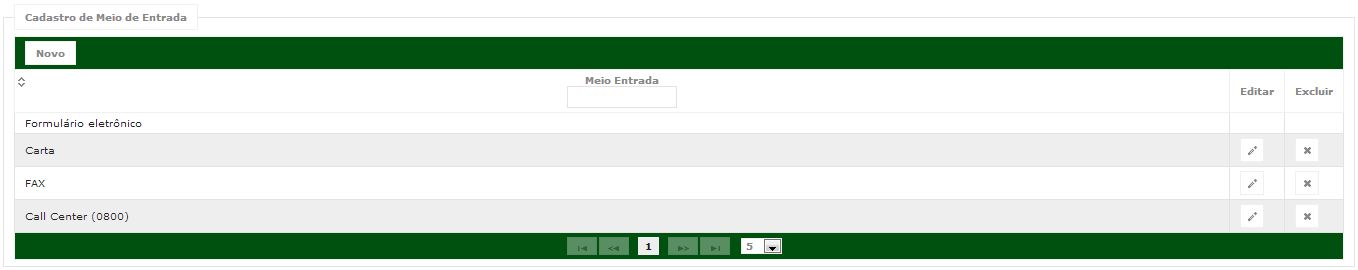 Cadastro de Meio de Entrada
Novo
Meio Entrada
Editar
Excluir
Formulário eletrônico
Carta
FAX
Call Center (0800)
1
5